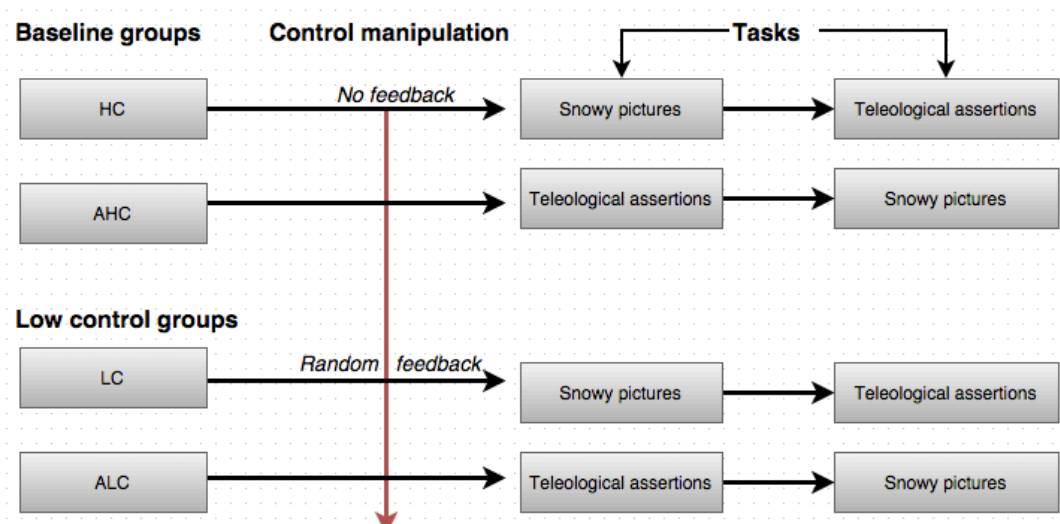 Baseline groups Control manipulation Tasks
HC No feedback Snowy pictures Teleological assertions
AHC Teleological assertions Snowy pictures
Low control groups
LC Random feedback Snowy pictures Teleological assertions
ALC Teleological assertions Snowy pictures